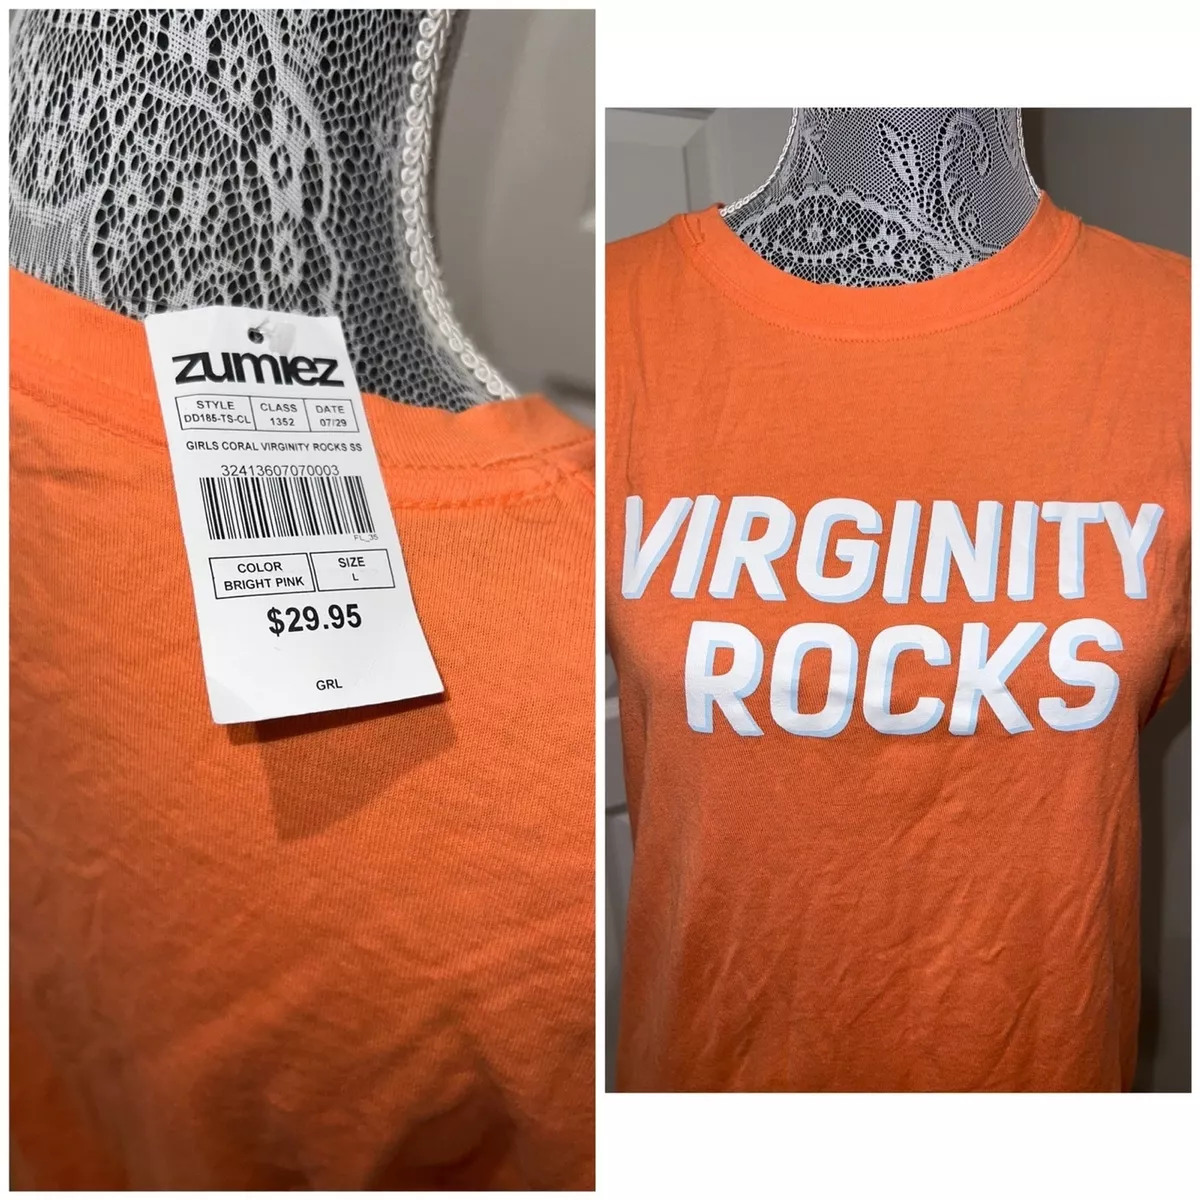 zumiez
STYLE CLASS DATE
DD185-TS-CL 1352 07/29
GIRLS CORAL VIRGINITY ROCKS SS
32413607070003
FL_35
COLOR SIZE
BRIGHT PINK L
$29.95
GRL
VIRGINITY
ROCKS